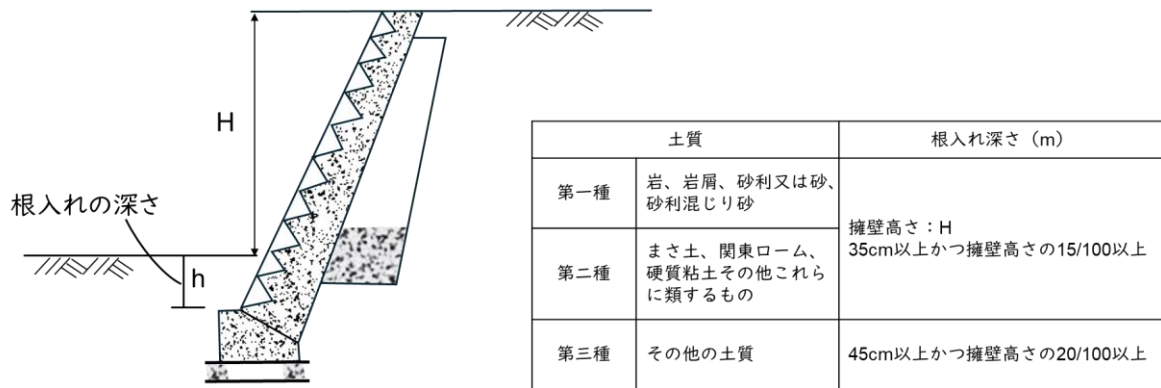 H
根入れの深さ
h
土質
根入れ深さ（m）
第一種
岩、岩屑、砂利又は砂、
砂利混じり砂
擁壁高さ：H
35cm以上かつ擁壁高さの15/100以上
第二種
まさ土、関東ローム、
硬質粘土その他これら
に類するもの
第三種
その他の土質
45cm以上かつ擁壁高さの20/100以上